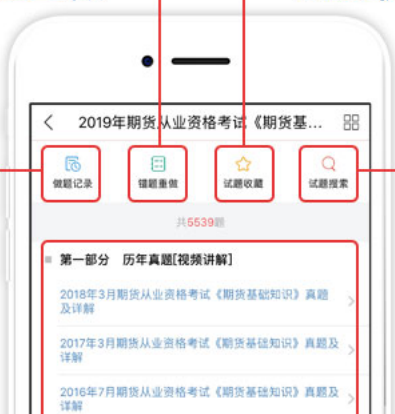 2019年期货从业资格考试《期货基...
做题记录 错题重做 试题收藏 试题搜索
共5539题
第一部分 历年真题[视频讲解]
2018年3月期货从业资格考试《期货基础知识》真题
及详解
2017年3月期货从业资格考试《期货基础知识》真题及
详解
2016年7月期货从业资格考试《期货基础知识》真题及
详解